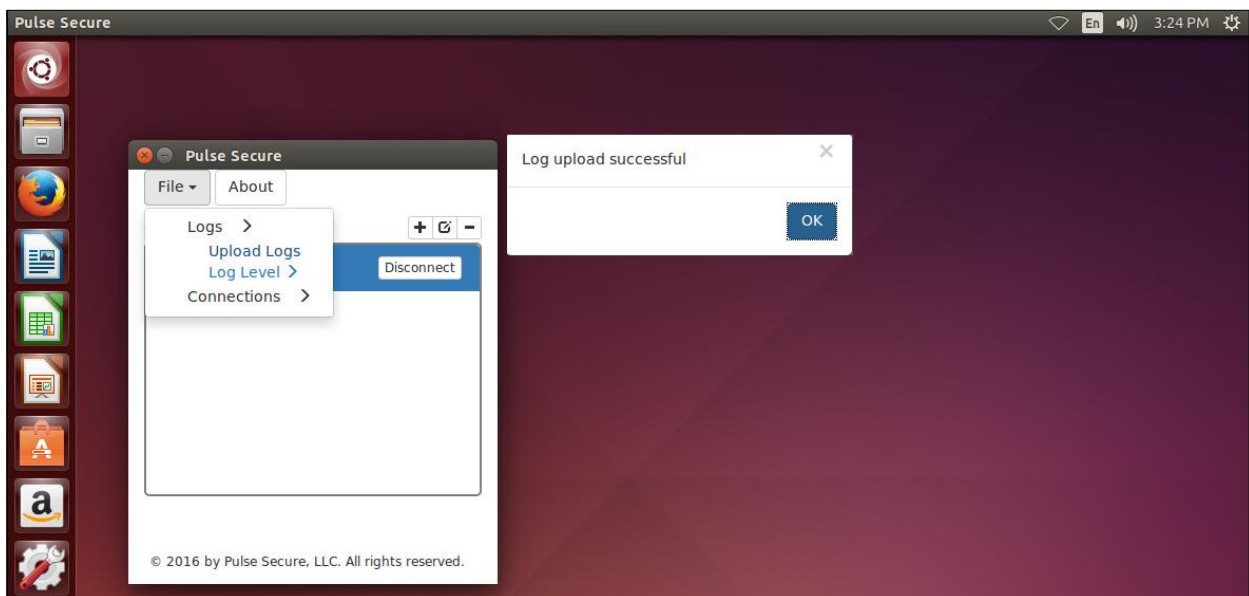 Pulse Secure
En
3:24 PM
Pulse Secure
File
About
Logs
Upload Logs
Log Level
Connections
Disconnect
© 2016 by Pulse Secure, LLC. All rights reserved.
Log upload successful
OK